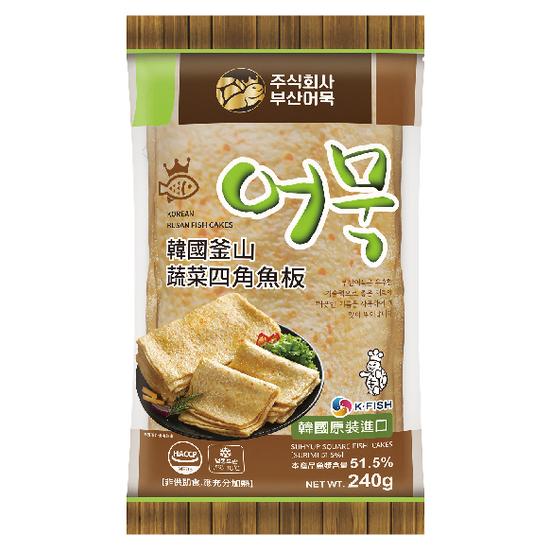 주식회사
부산어묵
어묵
KOREAN
BUSAN FISH CAKES
韓國釜山
蔬菜四角魚板
K·FISH
韓國原裝進口
HACCP
SUHYUP SQUARE FISH CAKES
[SURIMI 51.5%]
本產品魚漿含量 51.5%
[非供即食,應充分加熱]
NET WT. 240g